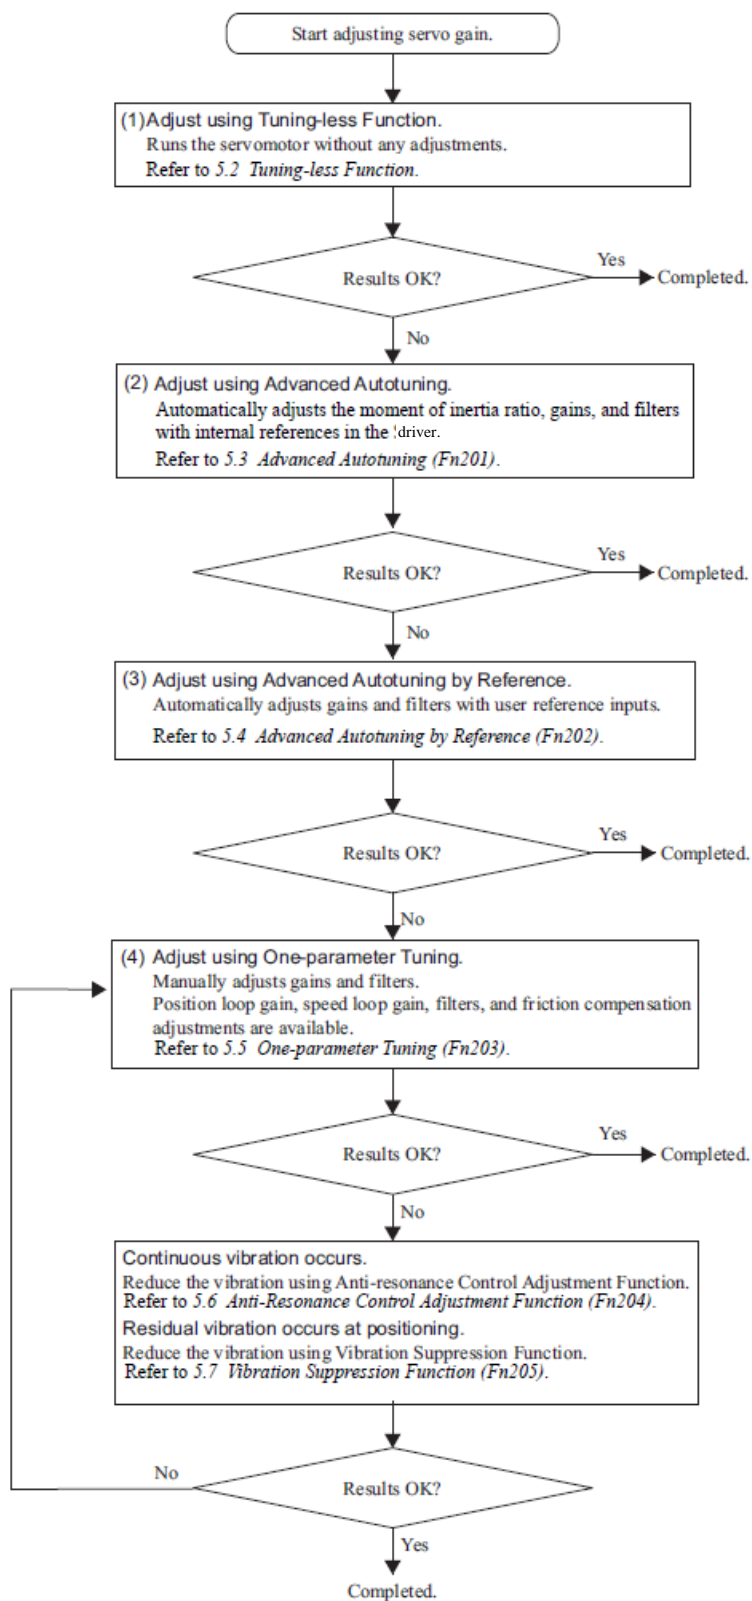 Start adjusting servo gain.
(1)Adjust using Tuning-less Function.
Runs the servomotor without any adjustments.
Refer to 5.2 Tuning-less Function.
Results OK?
Yes
Completed.
No
(2) Adjust using Advanced Autotuning.
Automatically adjusts the moment of inertia ratio, gains, and filters
with internal references in the driver.
Refer to 5.3 Advanced Autotuning (Fn201).
Results OK?
Yes
Completed.
No
(3) Adjust using Advanced Autotuning by Reference.
Automatically adjusts gains and filters with user reference inputs.
Refer to 5.4 Advanced Autotuning by Reference (Fn202).
Results OK?
Yes
Completed.
No
(4) Adjust using One-parameter Tuning.
Manually adjusts gains and filters.
Position loop gain, speed loop gain, filters, and friction compensation
adjustments are available.
Refer to 5.5 One-parameter Tuning (Fn203).
Results OK?
Yes
Completed.
No
Continuous vibration occurs.
Reduce the vibration using Anti-resonance Control Adjustment Function.
Refer to 5.6 Anti-Resonance Control Adjustment Function (Fn204).
Residual vibration occurs at positioning.
Reduce the vibration using Vibration Suppression Function.
Refer to 5.7 Vibration Suppression Function (Fn205).
No
Results OK?
Yes
Completed.